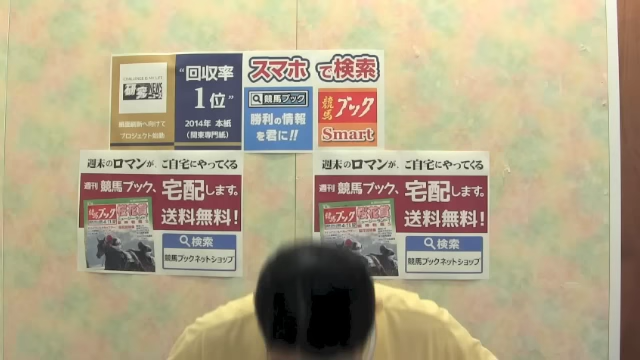 "回収率
1位"
2014年 本紙
(関東専門紙)
スマホ で検索
競馬ブック
勝利の情報
を君に!!
競馬 ブック
Smart
週末のロマンが、ご自宅にやってくる
週刊 競馬ブック、宅配します。
送料無料!
検索
競馬ブックネットショップ
週末のロマンが、ご自宅にやってくる
週刊 競馬ブック、宅配します。
送料無料!
検索
競馬ブックネットショップ